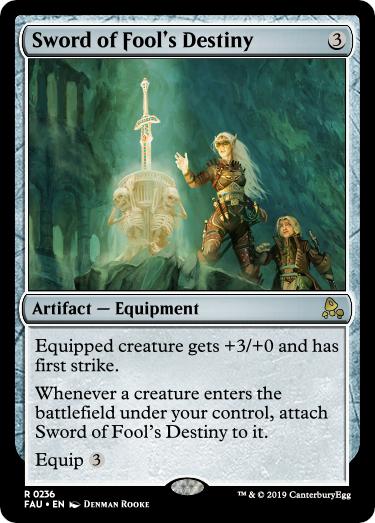 Sword of Fool's Destiny 3
Artifact — Equipment
Equipped creature gets +3/+0 and has
first strike.
Whenever a creature enters the
battlefield under your control, attach
Sword of Fool's Destiny to it.
Equip 3
R 0236
FAU • EN DENMAN ROOKE
™ & © 2019 CanterburyEgg